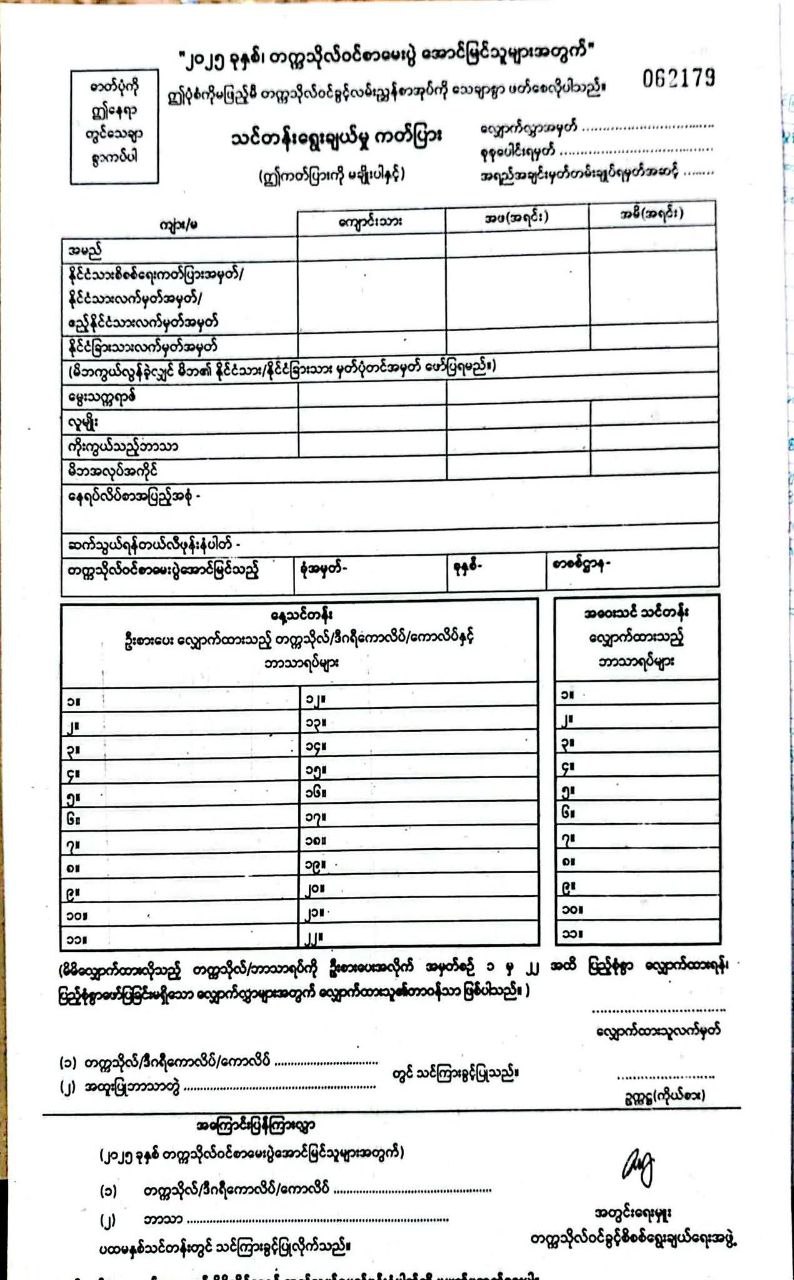 "၂၀၂၅ ခုနှစ်၊ တက္ကသိုလ်ဝင်စာမေးပွဲ အောင်မြင်သူများအတွက်"
062179
ဓာတ်ပုံကို
ဤနေရာ
တွင်သေချာ
စွာကပ်ပါ
ဤပုံစံကိုမဖြည့်မီ တက္ကသိုလ်ဝင်ခွင့်လမ်းညွှန်စာအုပ်ကို သေချာစွာ ဖတ်စေလိုပါသည်။
သင်တန်းရွေးချယ်မှု ကတ်ပြား
(ဤကတ်ပြားကို မချိုးပါနှင့်)
လျှောက်လွှာအမှတ် ................................
စုစုပေါင်းရမှတ် ................................
အရည်အချင်းမှတ်တမ်းချုပ်ရမှတ်အဆင့် ........
ကျား/မ ကျောင်းသား အဖ(အရင်း) အမိ(အရင်း)
အမည်
နိုင်ငံသားစိစစ်ရေးကတ်ပြားအမှတ်/
နိုင်ငံသားလက်မှတ်အမှတ်/
ဧည့်နိုင်ငံသားလက်မှတ်အမှတ်
နိုင်ငံခြားသားလက်မှတ်အမှတ်
(မိဘကွယ်လွန်ခဲ့လျှင် မိဘ၏ နိုင်ငံသား/နိုင်ငံခြားသား မှတ်ပုံတင်အမှတ် ဖော်ပြရမည်။)
မွေးသက္ကရာဇ်
လူမျိုး
ကိုးကွယ်သည့်ဘာသာ
မိဘအလုပ်အကိုင်
နေရပ်လိပ်စာအပြည့်အစုံ -
ဆက်သွယ်ရန်တယ်လီဖုန်းနံပါတ် -
တက္ကသိုလ်ဝင်စာမေးပွဲအောင်မြင်သည့် ခုံအမှတ်- ခုနှစ်- စာစစ်ဌာန-
နေ့သင်တန်း
ဦးစားပေး လျှောက်ထားသည့် တက္ကသိုလ်/ဒီဂရီကောလိပ်/ကောလိပ်နှင့်
ဘာသာရပ်များ
အဝေးသင် သင်တန်း
လျှောက်ထားသည့်
ဘာသာရပ်များ
၁။ ၁၂။ ၁။
၂။ ၁၃။ ၂။
၃။ ၁၄။ ၃။
၄။ ၁၅။ ၄။
၅။ ၁၆။ ၅။
၆။ ၁၇။ ၆။
၇။ ၁၈။ ၇။
၈။ ၁၉။ ၈။
၉။ ၂၀။ ၉။
၁၀။ ၂၁။ ၁၀။
၁၁။ ၂၂။ ၁၁။
(မိမိလျှောက်ထားလိုသည့် တက္ကသိုလ်/ဘာသာရပ်ကို ဦးစားပေးအလိုက် အမှတ်စဉ် ၁ မှ ၂၂ အထိ ပြည့်စုံစွာ လျှောက်ထားရန်၊
ပြည့်စုံစွာဖော်ပြခြင်းမရှိသော လျှောက်လွှာများအတွက် လျှောက်ထားသူ၏တာဝန်သာ ဖြစ်ပါသည်။ )
................................
လျှောက်ထားသူလက်မှတ်
(၁) တက္ကသိုလ်/ဒီဂရီကောလိပ်/ကောလိပ် ................................
(၂) အထူးပြုဘာသာတွဲ ................................ တွင် သင်ကြားခွင့်ပြုသည်။
................................
ဥက္ကဋ္ဌ(ကိုယ်စား)
အကြောင်းပြန်ကြားလွှာ
(၂၀၂၅ ခုနှစ် တက္ကသိုလ်ဝင်စာမေးပွဲအောင်မြင်သူများအတွက်)
(၁) တက္ကသိုလ်/ဒီဂရီကောလိပ်/ကောလိပ် ................................
(၂) ဘာသာ ................................
ပထမနှစ်သင်တန်းတွင် သင်ကြားခွင့်ပြုလိုက်သည်။
အတွင်းရေးမှူး
တက္ကသိုလ်ဝင်ခွင့်စိစစ်ရွေးချယ်ရေးအဖွဲ့